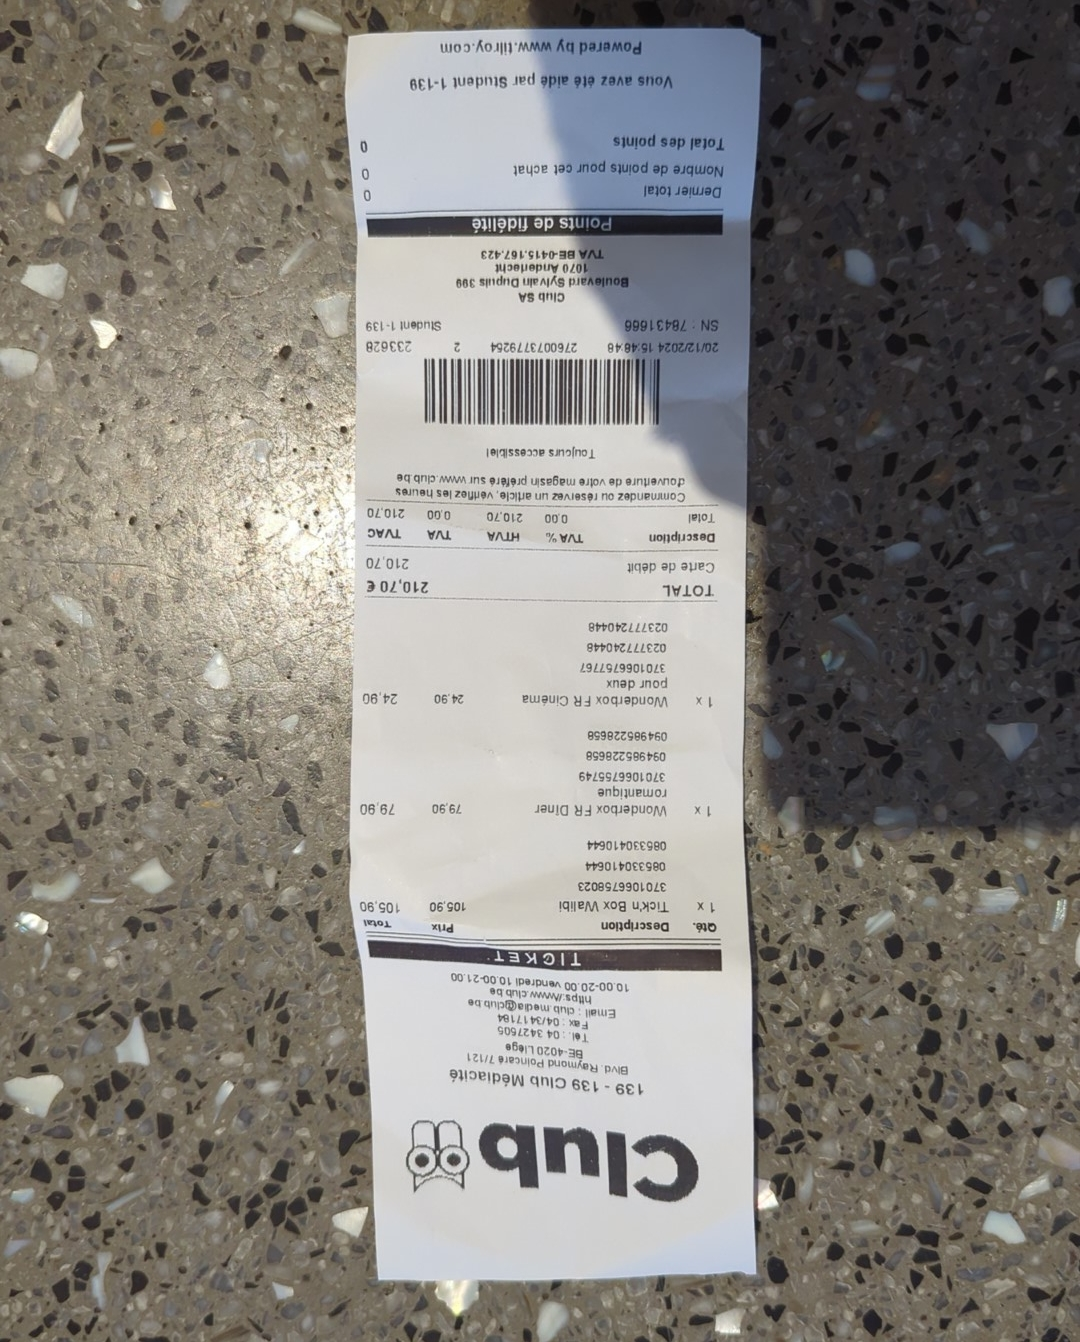 Club
139 - 139 Club Médiacité
Blvd. Raymond Poincaré 7/121
BE-4020 Liège
Tél. : 04 3427505
Fax : 04/3417184
Email : club.media@club.be
https://www.club.be
10.00-20.00 vendredi 10.00-21.00
TICKET
Qté. Description Prix Total
1 x Tick'n Box Walibi 105,90 105,90
3701066758023
085330410644
085330410644
1 x Wonderbox FR Diner 79,90 79,90
romantique
3701066755749
094985228658
094985228658
1 x Wonderbox FR Cinéma 24,90 24,90
pour deux
3701066757767
023777240448
023777240448
TOTAL 210,70 €
Carte de débit 210,70
Description TVA % HTVA TVA TVAC
Total 0,00 210,70 0,00 210,70
Commandez ou réservez un article, vérifiez les heures
d'ouverture de votre magasin préféré sur www.club.be
Toujours accessible!
20/12/2024 15:48:48 2760073779254 2 233628
SN : 78431666 Student 1-139
Club SA
Boulevard Sylvain Dupuis 399
1070 Anderlecht
TVA BE-0415.167.423
Points de fidélité
Dernier total 0
Nombre de points pour cet achat 0
Total des points 0
Vous avez été aidé par Student 1-139
Powered by www.tilroy.com